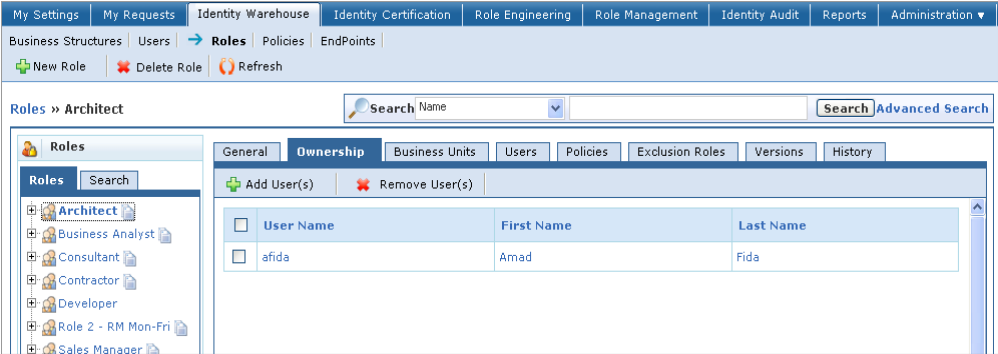 My Settings My Requests Identity Warehouse Identity Certification Role Engineering Role Management Identity Audit Reports Administration
Business Structures Users Roles Policies EndPoints
New Role Delete Role Refresh
Roles » Architect Search Name Search Advanced Search
Roles
General Ownership Business Units Users Policies Exclusion Roles Versions History
Roles Search
Add User(s) Remove User(s)
Architect
User Name First Name Last Name
Business Analyst
Consultant
afida Amad Fida
Contractor
Developer
Role 2 - RM Mon-Fri
Sales Manager